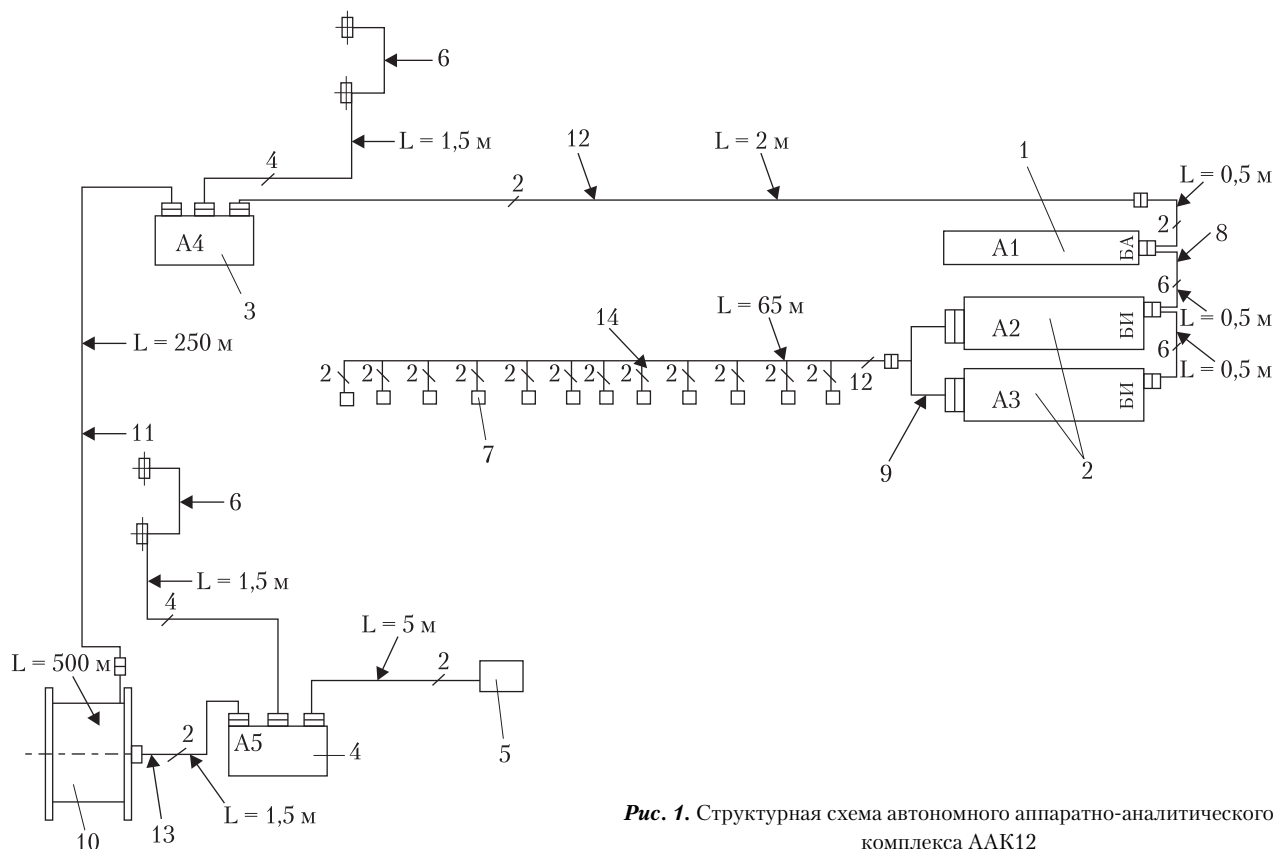 6
L = 1,5 м
12
L = 2 м
1
L = 0,5 м
4
2
2
8
А4
А1
БА
3
6
L = 0,5 м
L = 65 м
14
А2
БИ
L = 250 м
6
L = 0,5 м
2 2 2 2 2 2 2 2 2 2 2 2
12
А3
БИ
11
7
9
2
6
L = 1,5 м
4
L = 5 м
2
L = 500 м
5
2
А5
4
13
L = 1,5 м
10
Рис. 1. Структурная схема автономного аппаратно-аналитического
комплекса ААК12